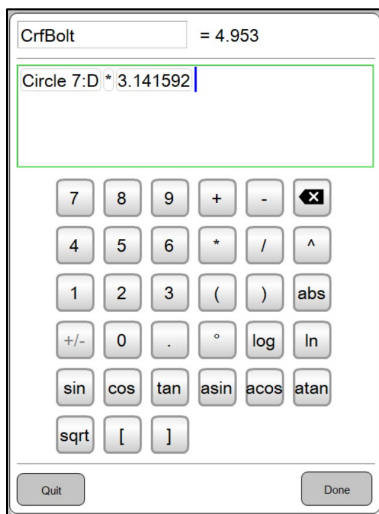 CrfBolt = 4.953
Circle 7:D * 3.141592
7 8 9 + -
4 5 6 * / ^
1 2 3 ( ) abs
+/- 0 . ° log ln
sin cos tan asin acos atan
sqrt [ ]
Quit Done